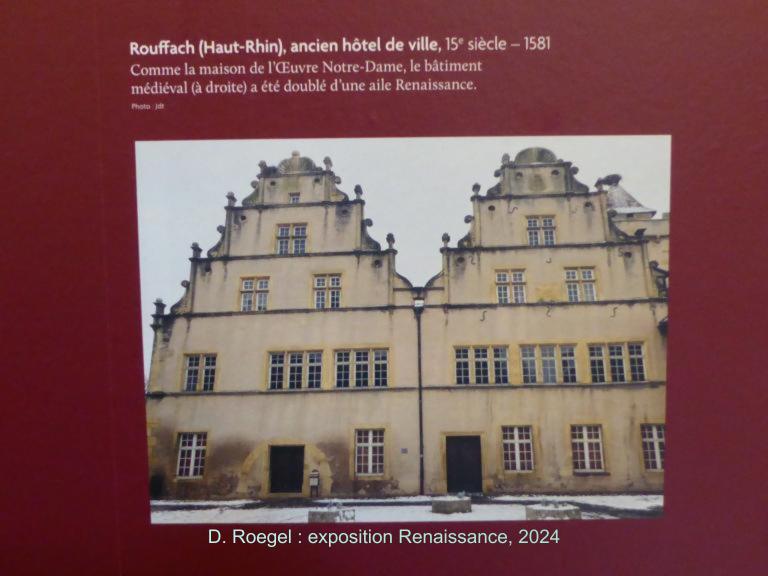 Rouffach (Haut-Rhin), ancien hôtel de ville, 15e siècle – 1581
Comme la maison de l'Œuvre Notre-Dame, le bâtiment
médiéval (à droite) a été doublé d'une aile Renaissance.
Photo : Jdt
D. Roegel : exposition Renaissance, 2024